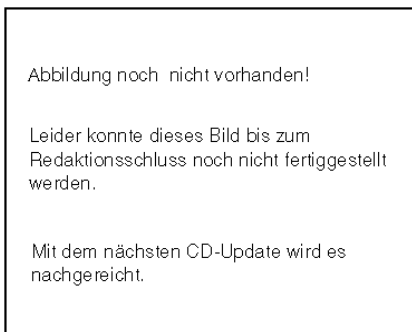 Abbildung noch nicht vorhanden!
Leider konnte dieses Bild bis zum
Redaktionsschluss noch nicht fertiggestellt
werden.
Mit dem nächsten CD-Update wird es
nachgereicht.